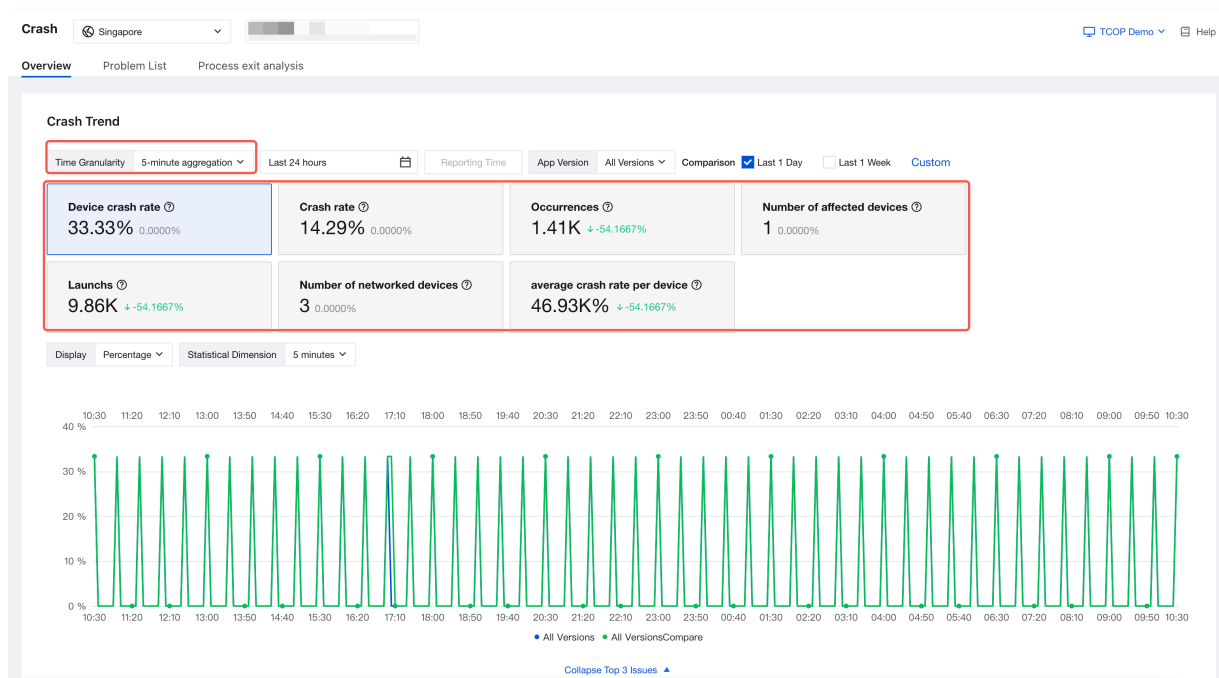 Crash Singapore TCOP Demo Help
Overview Problem List Process exit analysis
Crash Trend
Time Granularity 5-minute aggregation Last 24 hours Reporting Time App Version All Versions Comparison Last 1 Day Last 1 Week Custom
Device crash rate Crash rate Occurrences Number of affected devices
33.33% 0.0000% 14.29% 0.0000% 1.41K ↓-54.1667% 1 0.0000%
Launchs Number of networked devices average crash rate per device
9.86K ↓-54.1667% 3 0.0000% 46.93K% ↓-54.1667%
Display Percentage Statistical Dimension 5 minutes
10:30 11:20 12:10 13:00 13:50 14:40 15:30 16:20 17:10 18:00 18:50 19:40 20:30 21:20 22:10 23:00 23:50 00:40 01:30 02:20 03:10 04:00 04:50 05:40 06:30 07:20 08:10 09:00 09:50 10:30
40 %
30 %
20 %
10 %
0 %
10:30 11:20 12:10 13:00 13:50 14:40 15:30 16:20 17:10 18:00 18:50 19:40 20:30 21:20 22:10 23:00 23:50 00:40 01:30 02:20 03:10 04:00 04:50 05:40 06:30 07:20 08:10 09:00 09:50 10:30
All Versions All VersionsCompare
Collapse Top 3 Issues